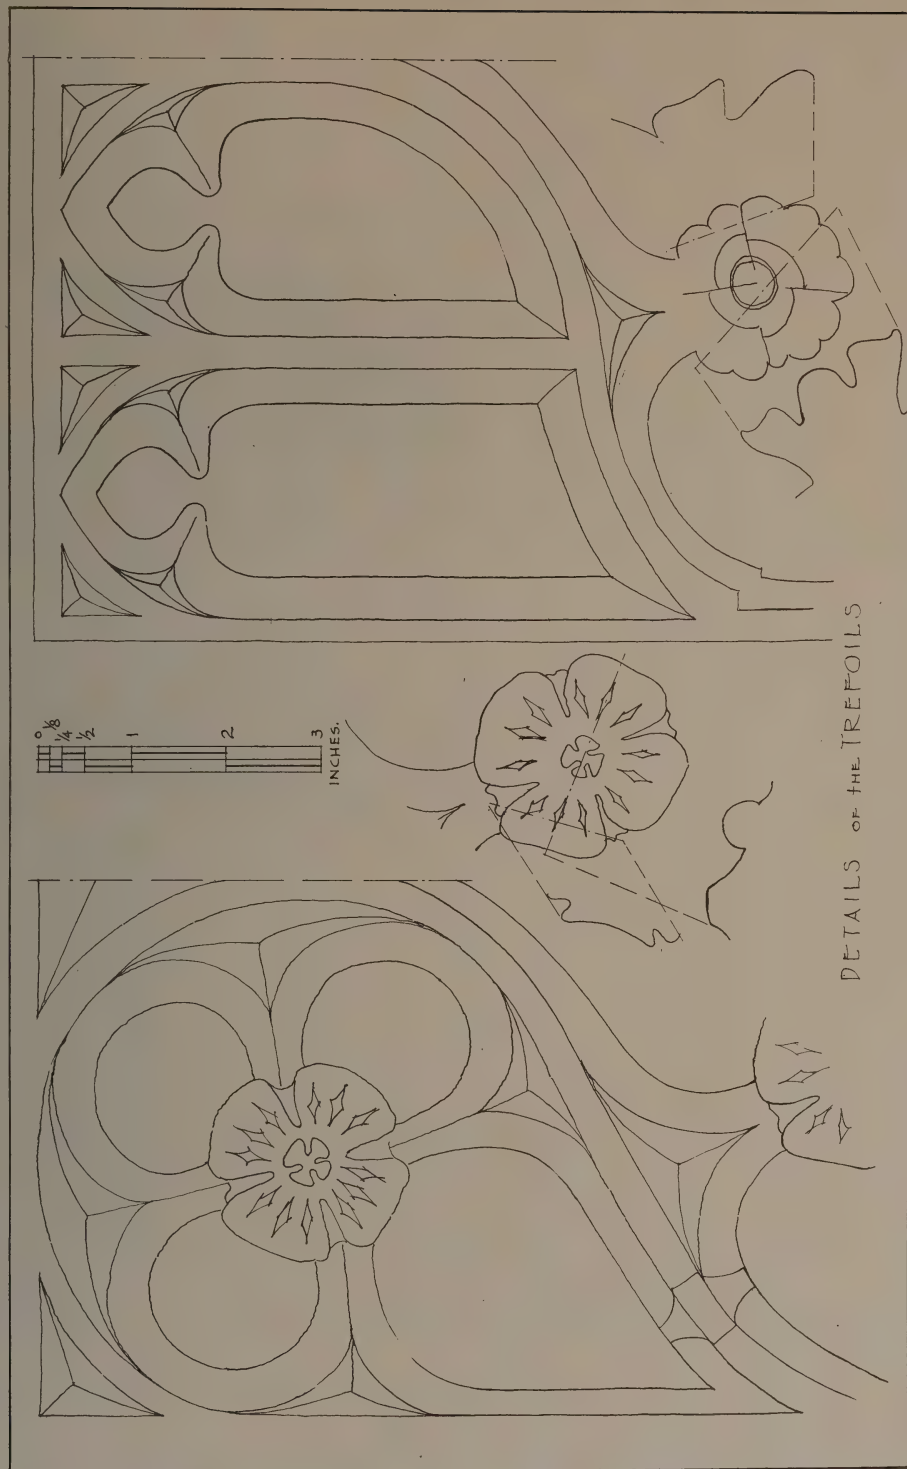 0 ⅛ ¼ ½ 1 2 3
INCHES.
DETAILS OF THE TREFOILS